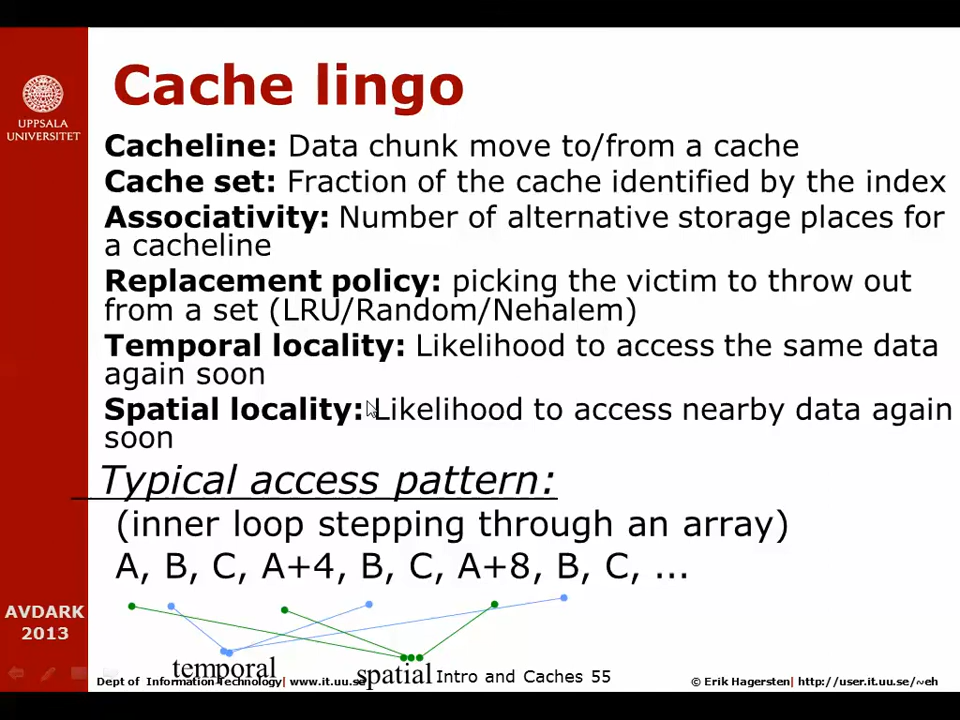 Cache lingo
UPPSALA
UNIVERSITET
Cacheline: Data chunk move to/from a cache
Cache set: Fraction of the cache identified by the index
Associativity: Number of alternative storage places for
a cacheline
Replacement policy: picking the victim to throw out
from a set (LRU/Random/Nehalem)
Temporal locality: Likelihood to access the same data
again soon
Spatial locality: Likelihood to access nearby data again
soon
Typical access pattern:
(inner loop stepping through an array)
A, B, C, A+4, B, C, A+8, B, C, ...
AVDARK
2013
temporal
spatial
Dept of Information Technology| www.it.uu.se
Intro and Caches 55
© Erik Hagersten| http://user.it.uu.se/~eh